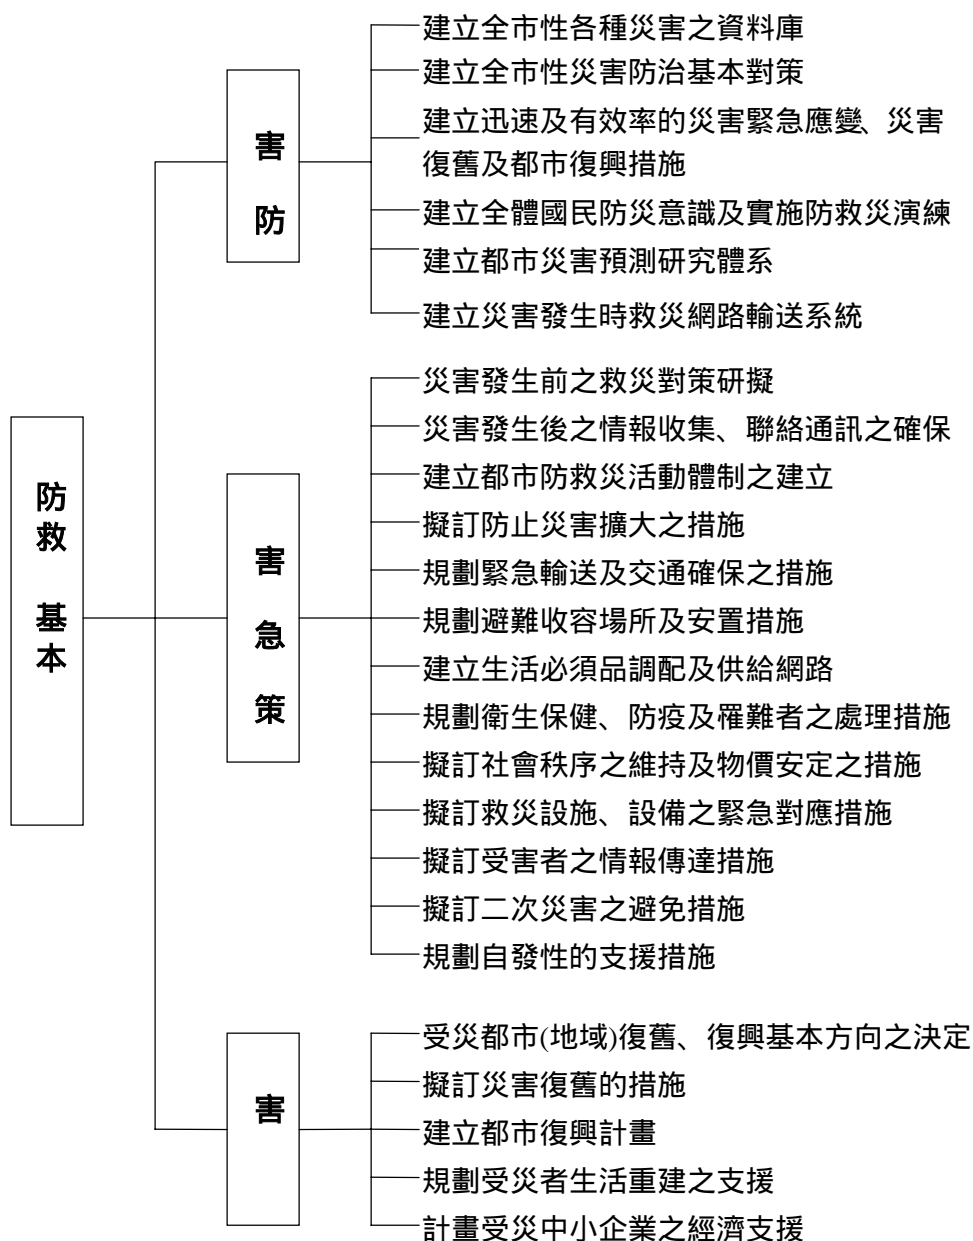 防救
基本
害
防
建立全市性各種災害之資料庫
建立全市性災害防治基本對策
建立迅速及有效率的災害緊急應變、災害
復舊及都市復興措施
建立全體國民防災意識及實施防救災演練
建立都市災害預測研究體系
建立災害發生時救災網路輸送系統
害
急
策
災害發生前之救災對策研擬
災害發生後之情報收集、聯絡通訊之確保
建立都市防救災活動體制之建立
擬訂防止災害擴大之措施
規劃緊急輸送及交通確保之措施
規劃避難收容場所及安置措施
建立生活必須品調配及供給網路
規劃衛生保健、防疫及罹難者之處理措施
擬訂社會秩序之維持及物價安定之措施
擬訂救災設施、設備之緊急對應措施
擬訂受害者之情報傳達措施
擬訂二次災害之避免措施
規劃自發性的支援措施
害
受災都市(地域)復舊、復興基本方向之決定
擬訂災害復舊的措施
建立都市復興計畫
規劃受災者生活重建之支援
計畫受災中小企業之經濟支援